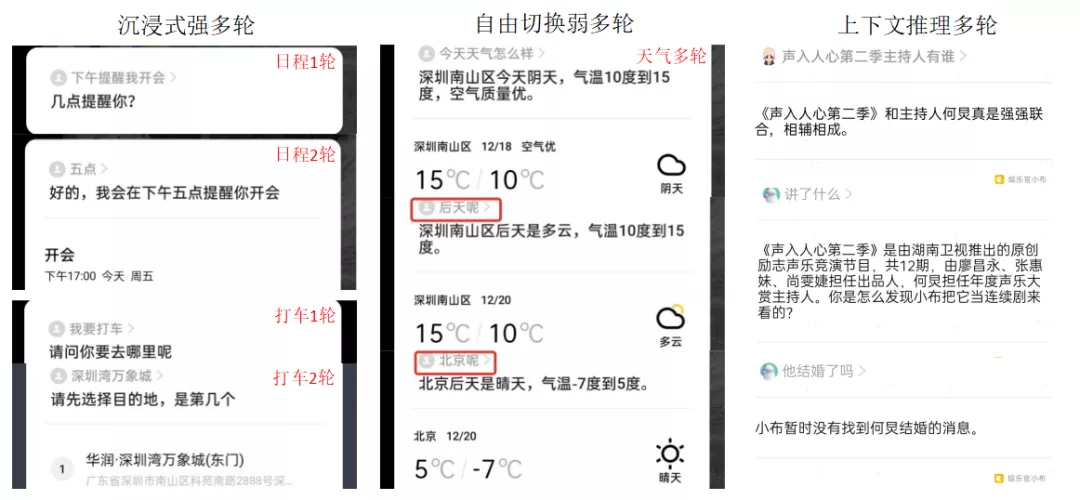 沉浸式强多轮
日程1轮
下午提醒我开会 >
几点提醒你?
日程2轮
五点 >
好的，我会在下午五点提醒你开会
开会
下午17:00 今天 周五
打车1轮
我要打车 >
请问你要去哪里呢
打车2轮
深圳湾万象城 >
请先选择目的地，是第几个
1
华润·深圳湾万象城(东门)
广东省深圳市南山区科苑南路2888号深...
自由切换弱多轮
今天天气怎么样 >
天气多轮
深圳南山区今天阴天，气温10度到15
度，空气质量优。
深圳南山区 12/18 空气优
15℃ / 10℃
阴天
后天呢 >
深圳南山区后天是多云，气温10度到15
度。
深圳南山区 12/20
15℃ / 10℃
多云
北京呢 >
北京后天是晴天，气温-7度到5度。
北京 12/20
5℃ / -7℃
晴天
上下文推理多轮
声入人心第二季主持人有谁 >
《声入人心第二季》和主持人何炅真是强强联
合，相辅相成。
娱乐官小布
讲了什么 >
《声入人心第二季》是由湖南卫视推出的原创
励志声乐竞演节目，共12期，由廖昌永、张惠
妹、尚雯婕担任出品人，何炅担任年度声乐大
赏主持人。你是怎么发现小布把它当连续剧来
看的?
娱乐官小布
他结婚了吗 >
小布暂时没有找到何炅结婚的消息。
娱乐官小布